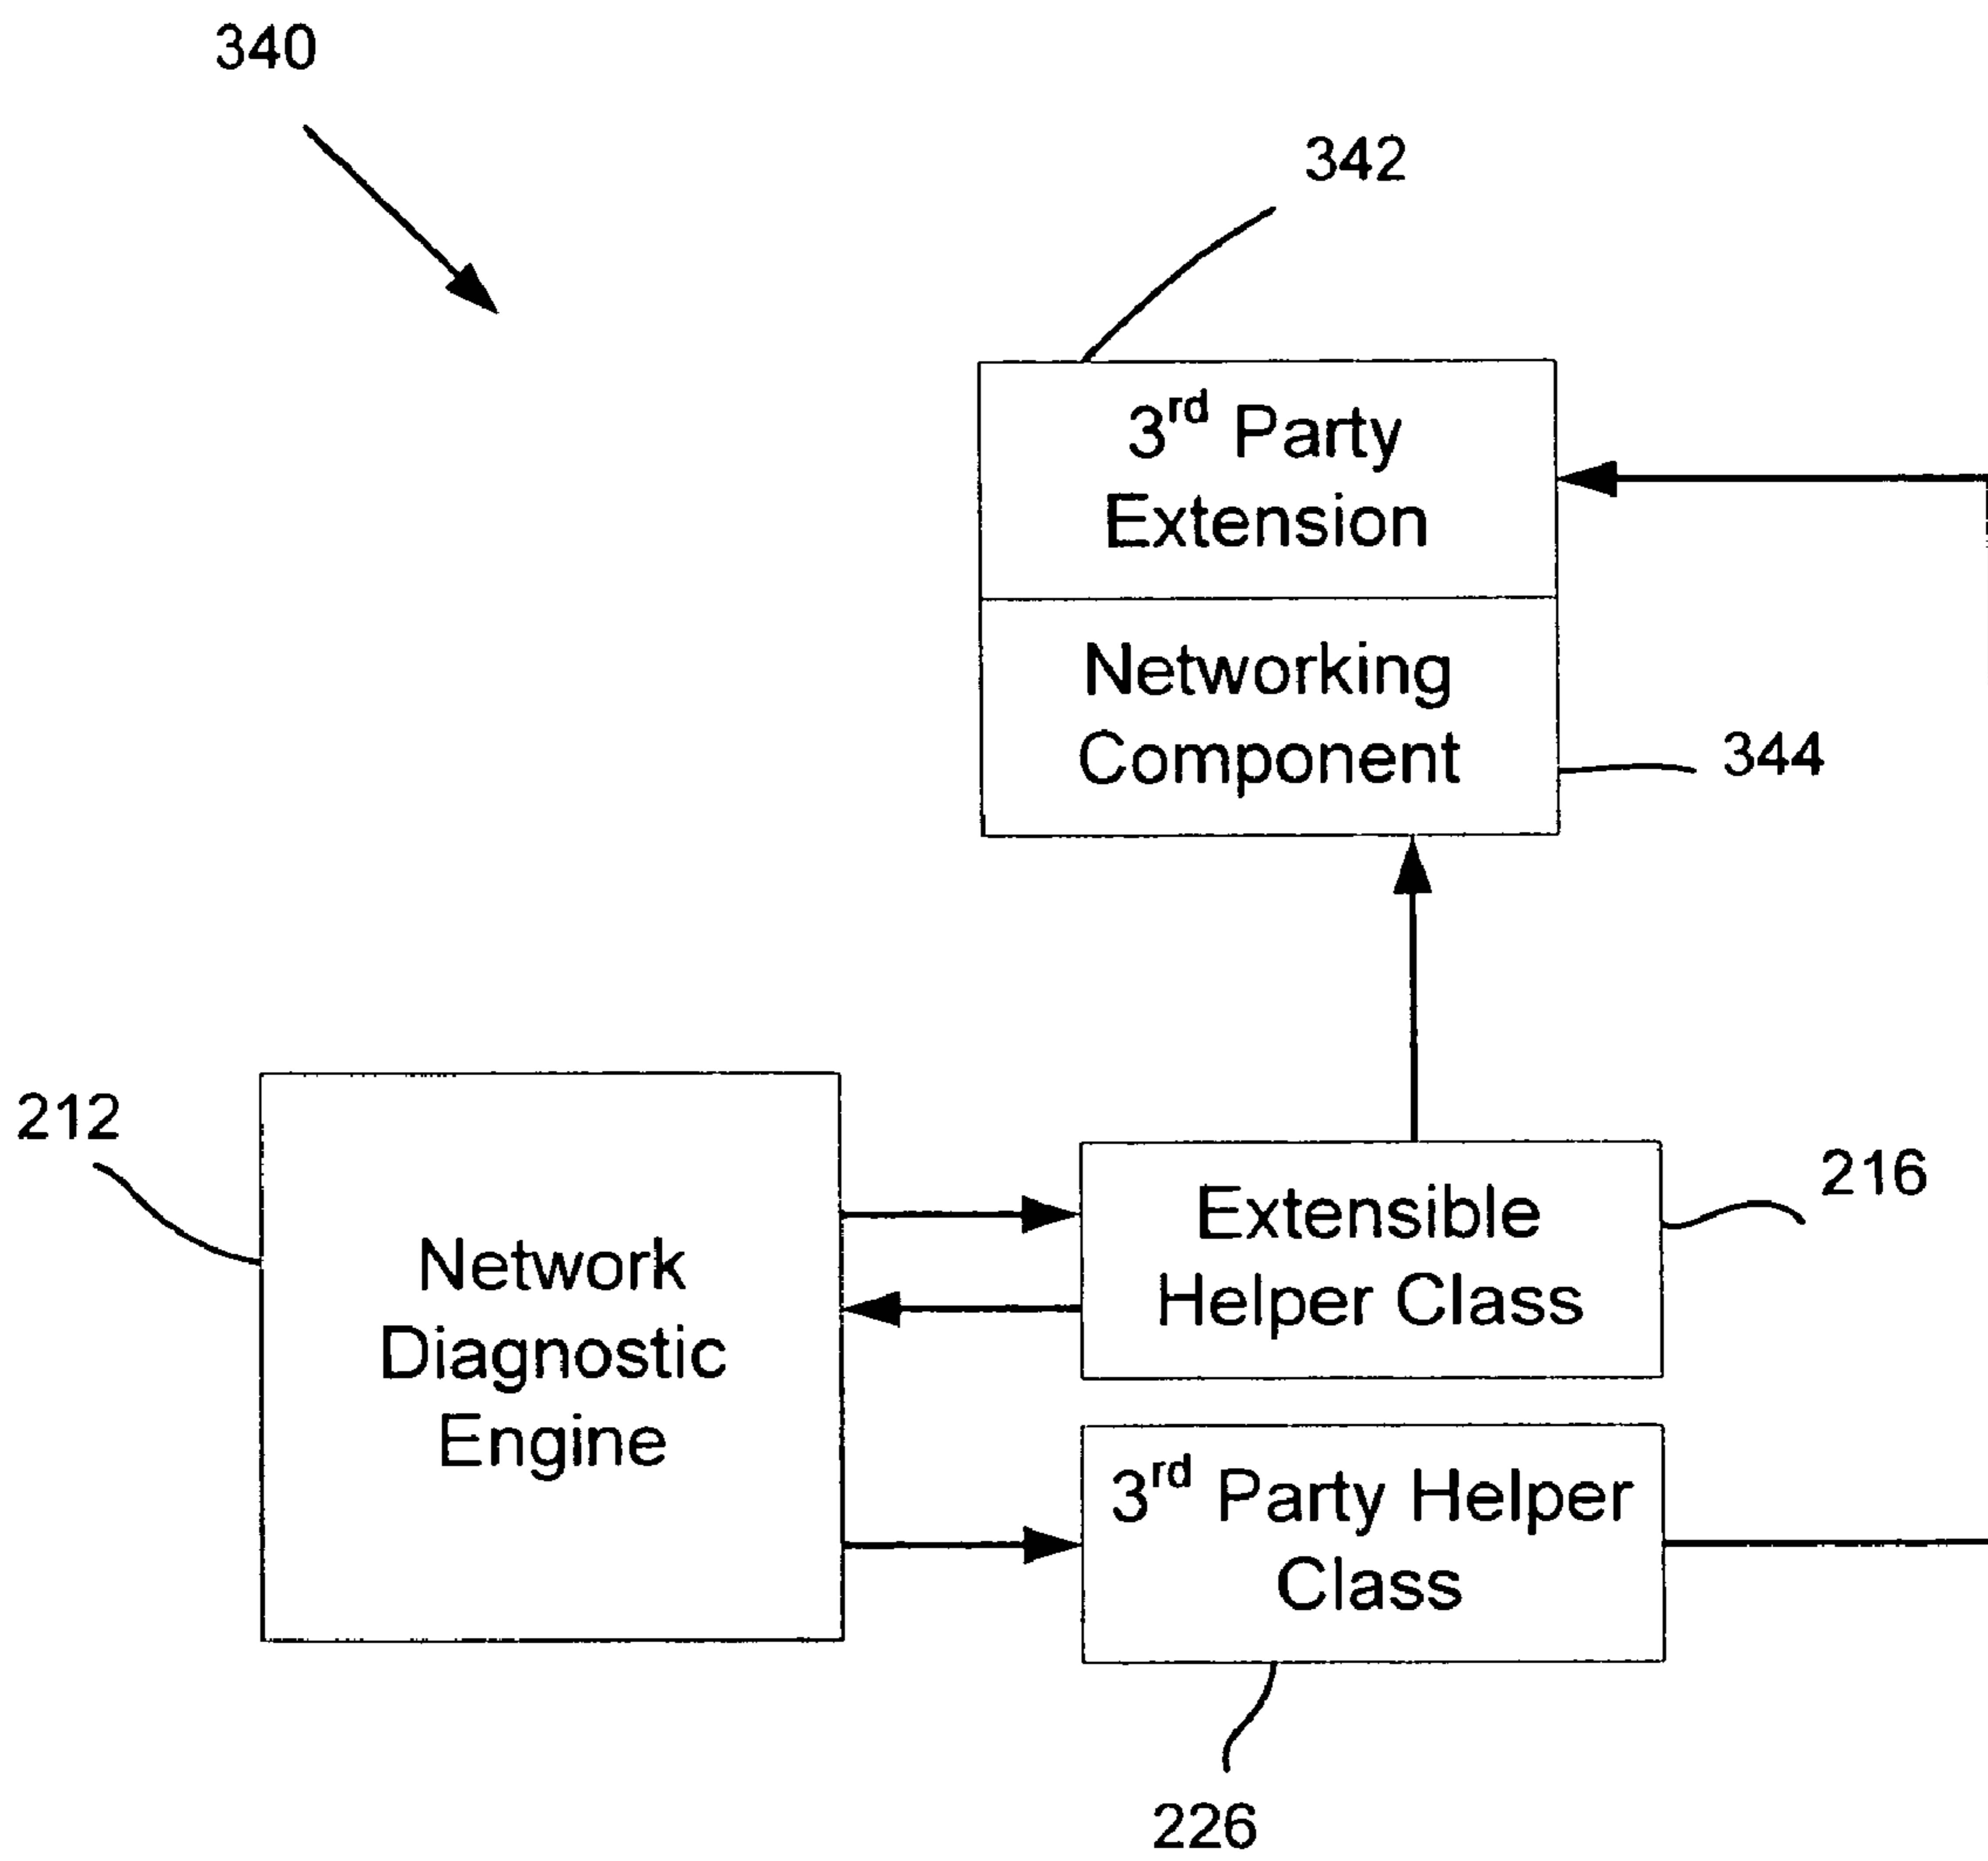 340
342
3rd Party
Extension
Networking
Component
344
212
Network
Diagnostic
Engine
Extensible
Helper Class
216
3rd Party Helper
Class
226